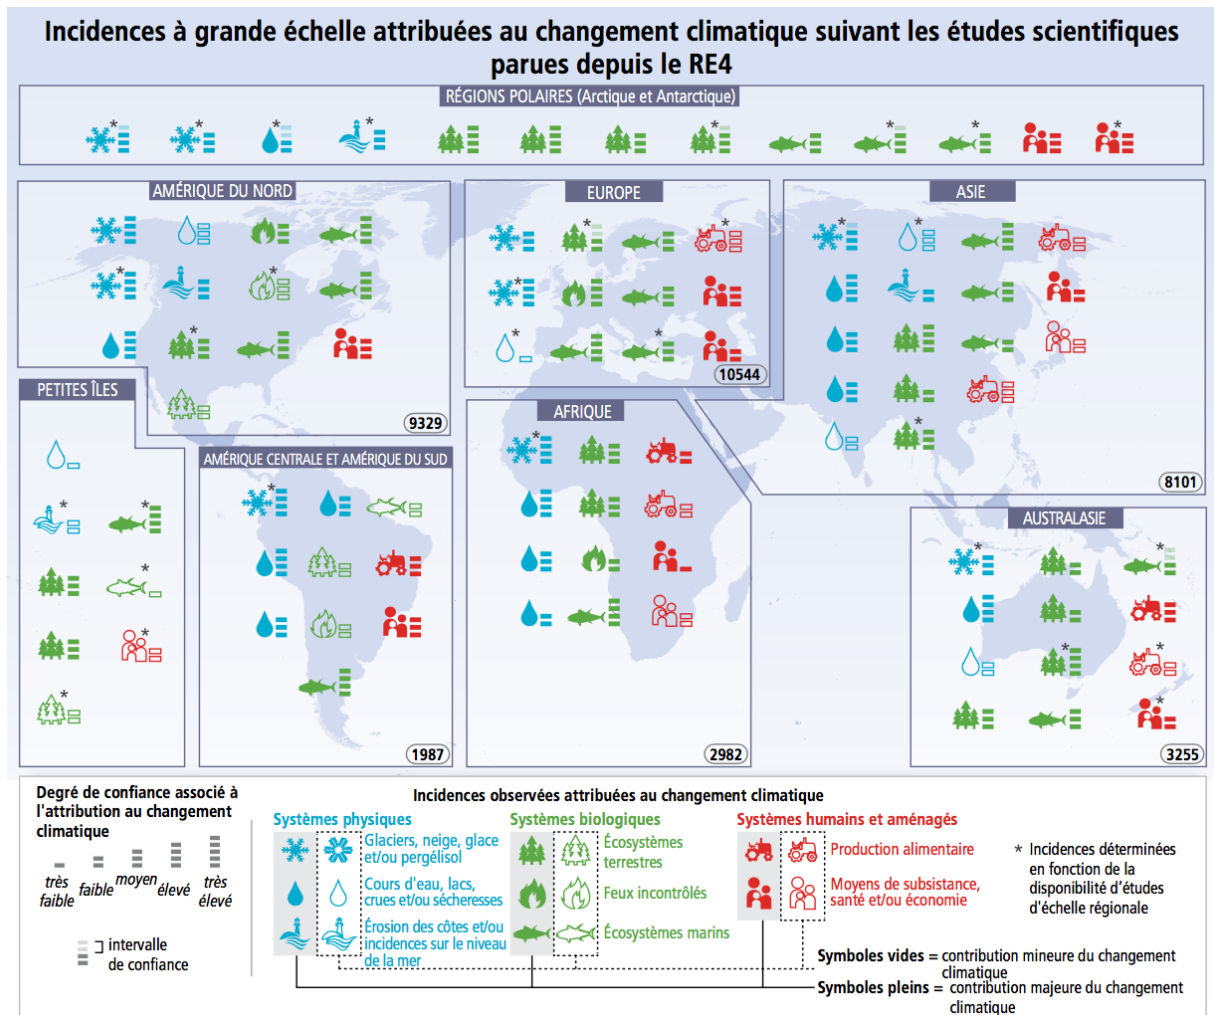 Incidences à grande échelle attribuées au changement climatique suivant les études scientifiques
parues depuis le RE4
RÉGIONS POLAIRES (Arctique et Antarctique)
* * * * * * * *
AMÉRIQUE DU NORD
* * *
9329
EUROPE
* * * * * *
10544
ASIE
* * *
8101
PETITES ÎLES
* * * * *
AMÉRIQUE CENTRALE ET AMÉRIQUE DU SUD
*
1987
AFRIQUE
*
2982
AUSTRALASIE
* * * * *
3255
Degré de confiance associé à
l'attribution au changement
climatique
très
faible
faible
moyen
élevé
très
élevé
intervalle
de confiance
Incidences observées attribuées au changement climatique
Systèmes physiques
Glaciers, neige, glace
et/ou pergélisol
Cours d'eau, lacs,
crues et/ou sécheresses
Érosion des côtes et/ou
incidences sur le niveau
de la mer
Systèmes biologiques
Écosystèmes
terrestres
Feux incontrôlés
Écosystèmes marins
Systèmes humains et aménagés
Production alimentaire
Moyens de subsistance,
santé et/ou économie
* Incidences déterminées
en fonction de la
disponibilité d'études
d'échelle régionale
Symboles vides = contribution mineure du changement
climatique
Symboles pleins = contribution majeure du changement
climatique